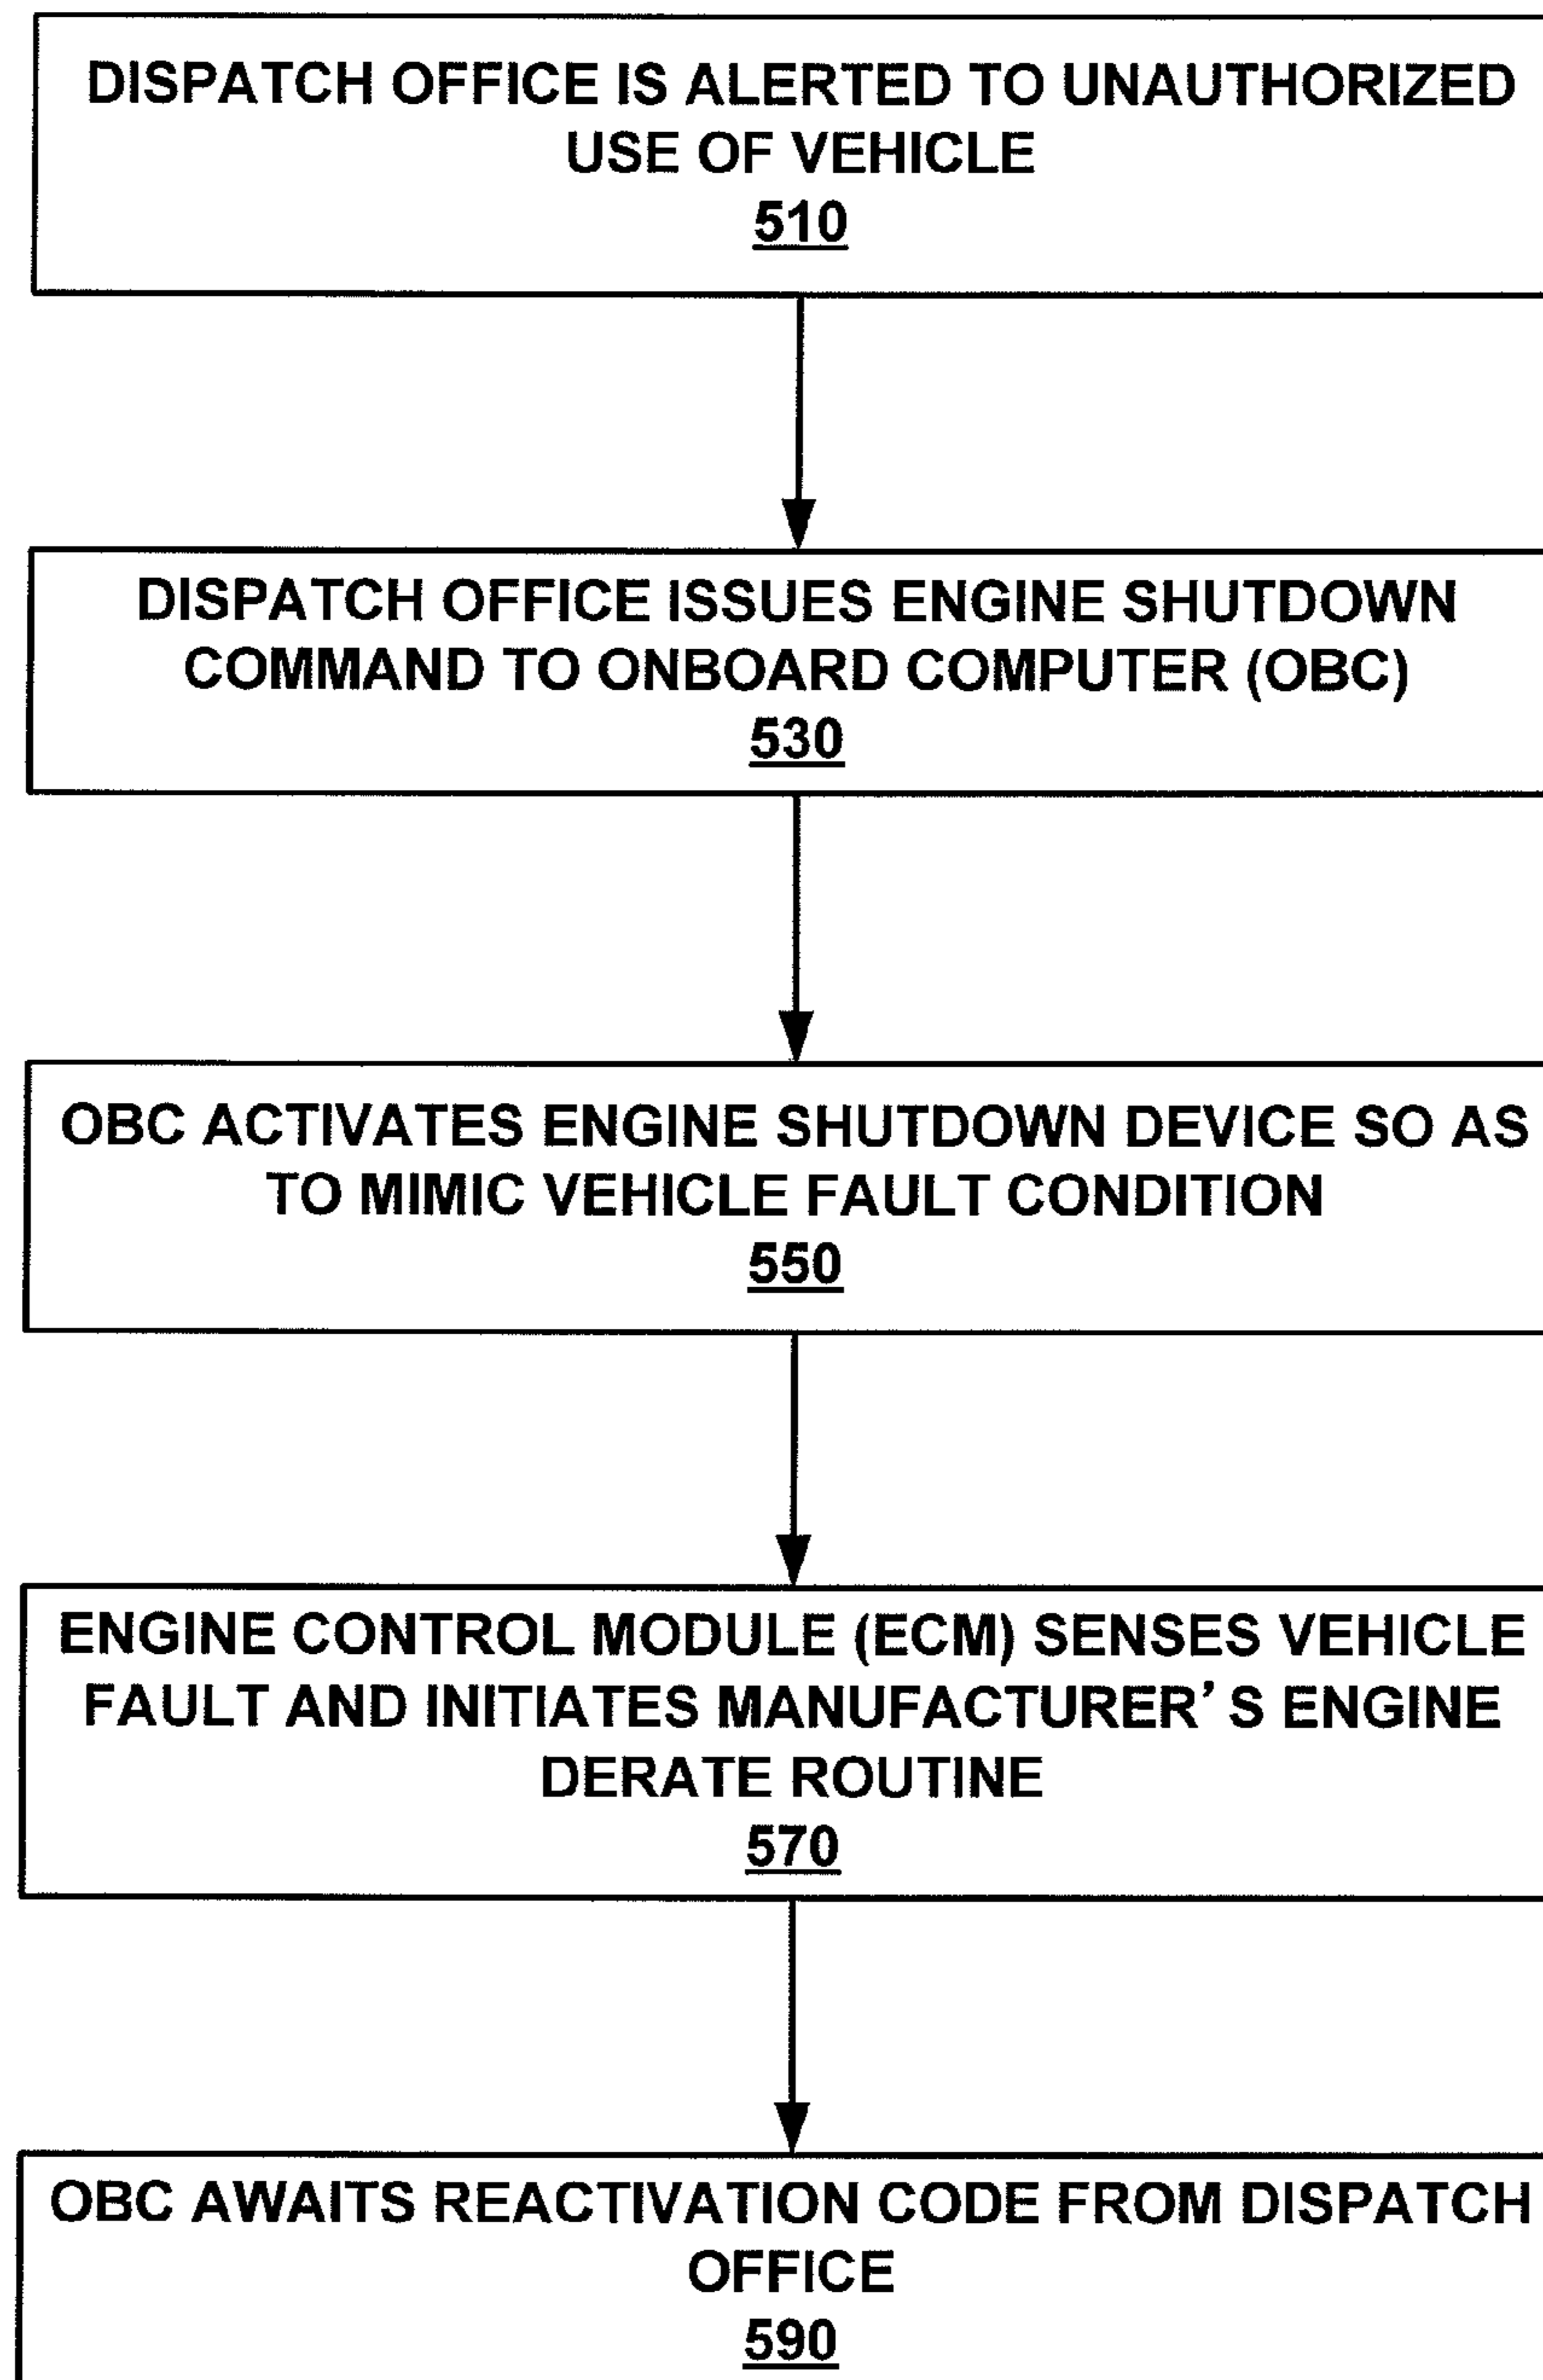 DISPATCH OFFICE IS ALERTED TO UNAUTHORIZED
USE OF VEHICLE
510
DISPATCH OFFICE ISSUES ENGINE SHUTDOWN
COMMAND TO ONBOARD COMPUTER (OBC)
530
OBC ACTIVATES ENGINE SHUTDOWN DEVICE SO AS
TO MIMIC VEHICLE FAULT CONDITION
550
ENGINE CONTROL MODULE (ECM) SENSES VEHICLE
FAULT AND INITIATES MANUFACTURER'S ENGINE
DERATE ROUTINE
570
OBC AWAITS REACTIVATION CODE FROM DISPATCH
OFFICE
590